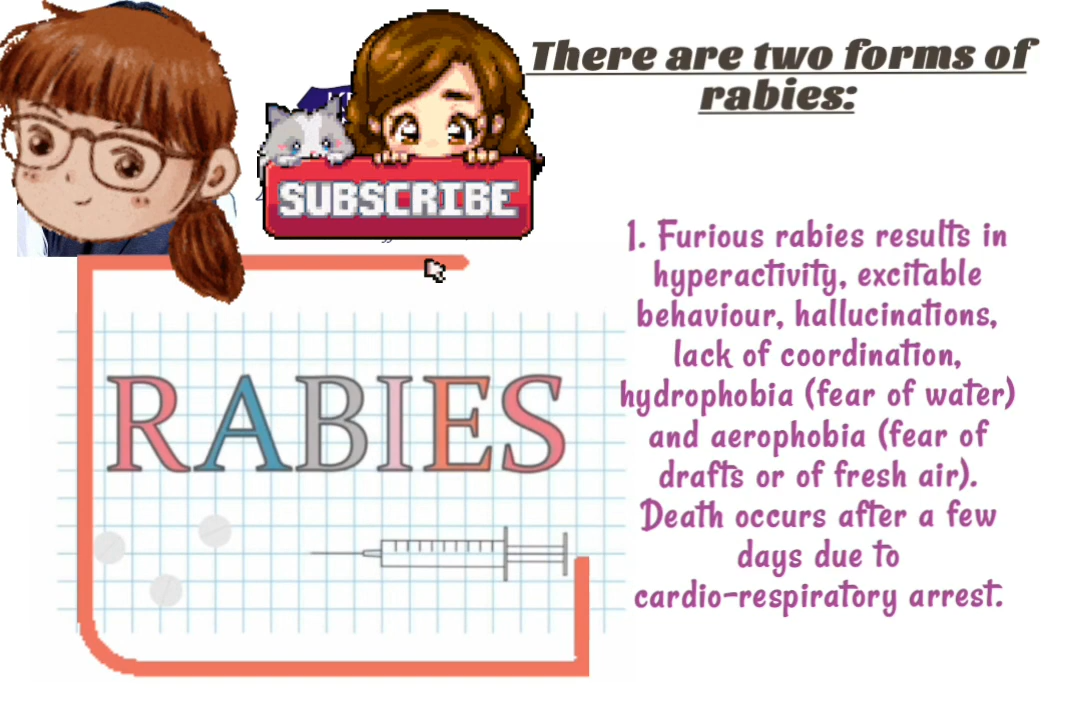 There are two forms of
rabies:
SUBSCRIBE
1. Furious rabies results in
hyperactivity, excitable
behaviour, hallucinations,
lack of coordination,
hydrophobia (fear of water)
and aerophobia (fear of
drafts or of fresh air).
Death occurs after a few
days due to
cardio-respiratory arrest.
RABIES